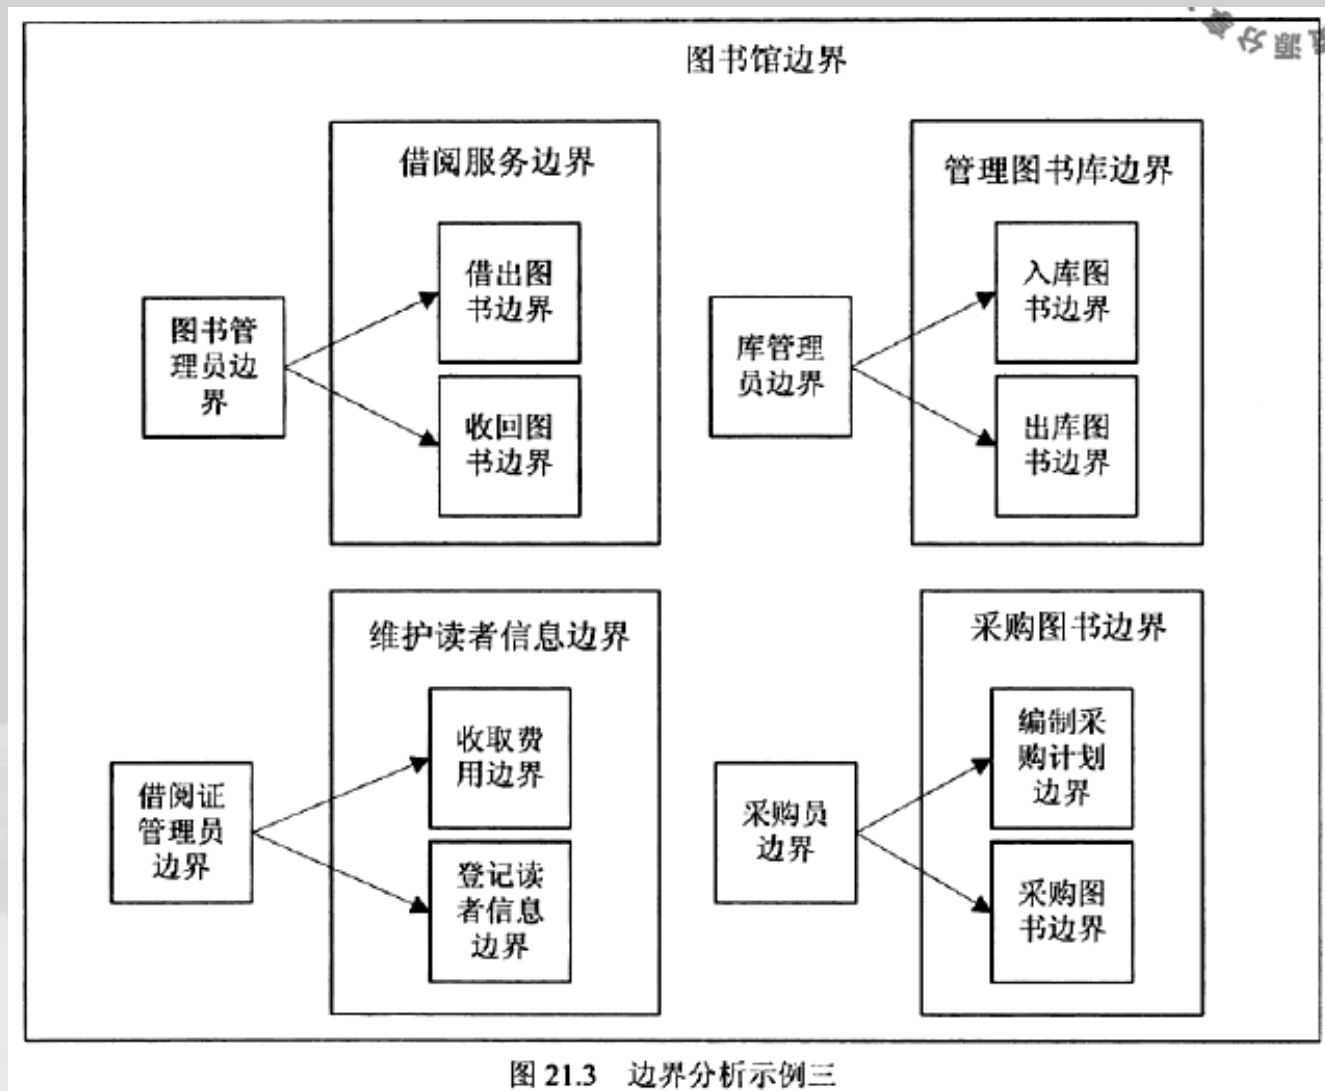 图书馆边界
源分享
借阅服务边界
管理图书库边界
借出图
书边界
入库图
书边界
图书管
理员边
界
库管理
员边界
收回图
书边界
出库图
书边界
维护读者信息边界
采购图书边界
收取费
用边界
编制采
购计划
边界
借阅证
管理员
边界
采购员
边界
登记读
者信息
边界
采购图
书边界
图 21.3 边界分析示例三